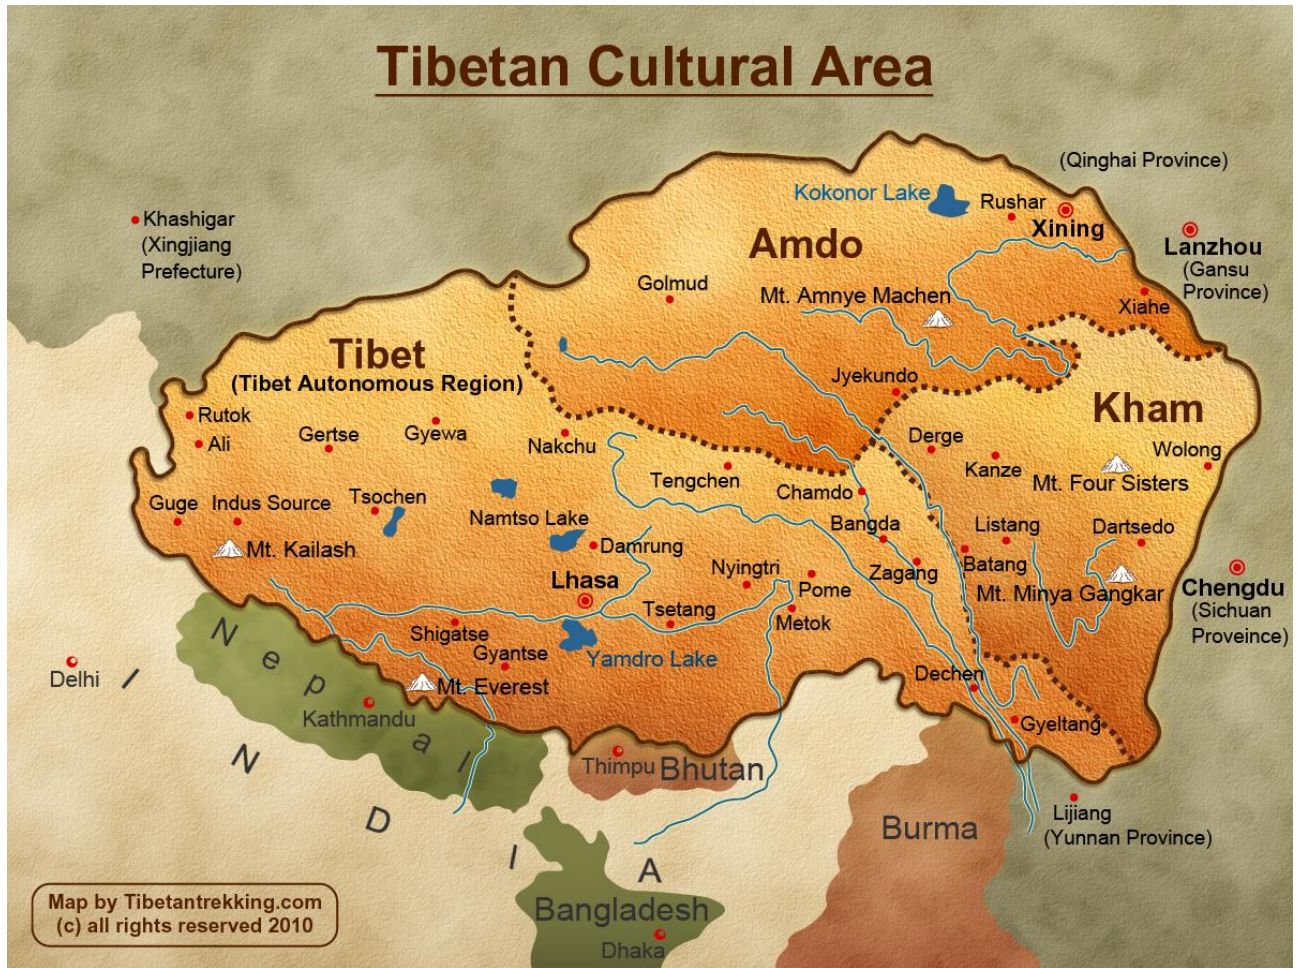 Tibetan Cultural Area
(Qinghai Province)
Kokonor Lake
Rushar
Xining
Khashigar
(Xingjiang
Prefecture)
Amdo
Lanzhou
(Gansu
Province)
Golmud
Mt. Amnye Machen
Xiahe
Tibet
(Tibet Autonomous Region)
Jyekundo
Kham
Rutok
Ali
Gertse
Gyewa
Nakchu
Derge
Kanze
Wolong
Mt. Four Sisters
Tengchen
Chamdo
Guge
Indus Source
Tsochen
Namtso Lake
Bangda
Listang
Dartsedo
Mt. Kailash
Damrung
Lhasa
Nyingtri
Pome
Zagang
Batang
Mt. Minya Gangkar
Chengdu
(Sichuan
Proveince)
Tsetang
Metok
Shigatse
Gyantse
Yamdro Lake
Mt. Everest
Dechen
Gyeltang
Delhi
Nepal
Kathmandu
Thimpu
Bhutan
INDIA
Burma
Lijiang
(Yunnan Province)
Bangladesh
Dhaka
Map by Tibetantrekking.com
(c) all rights reserved 2010